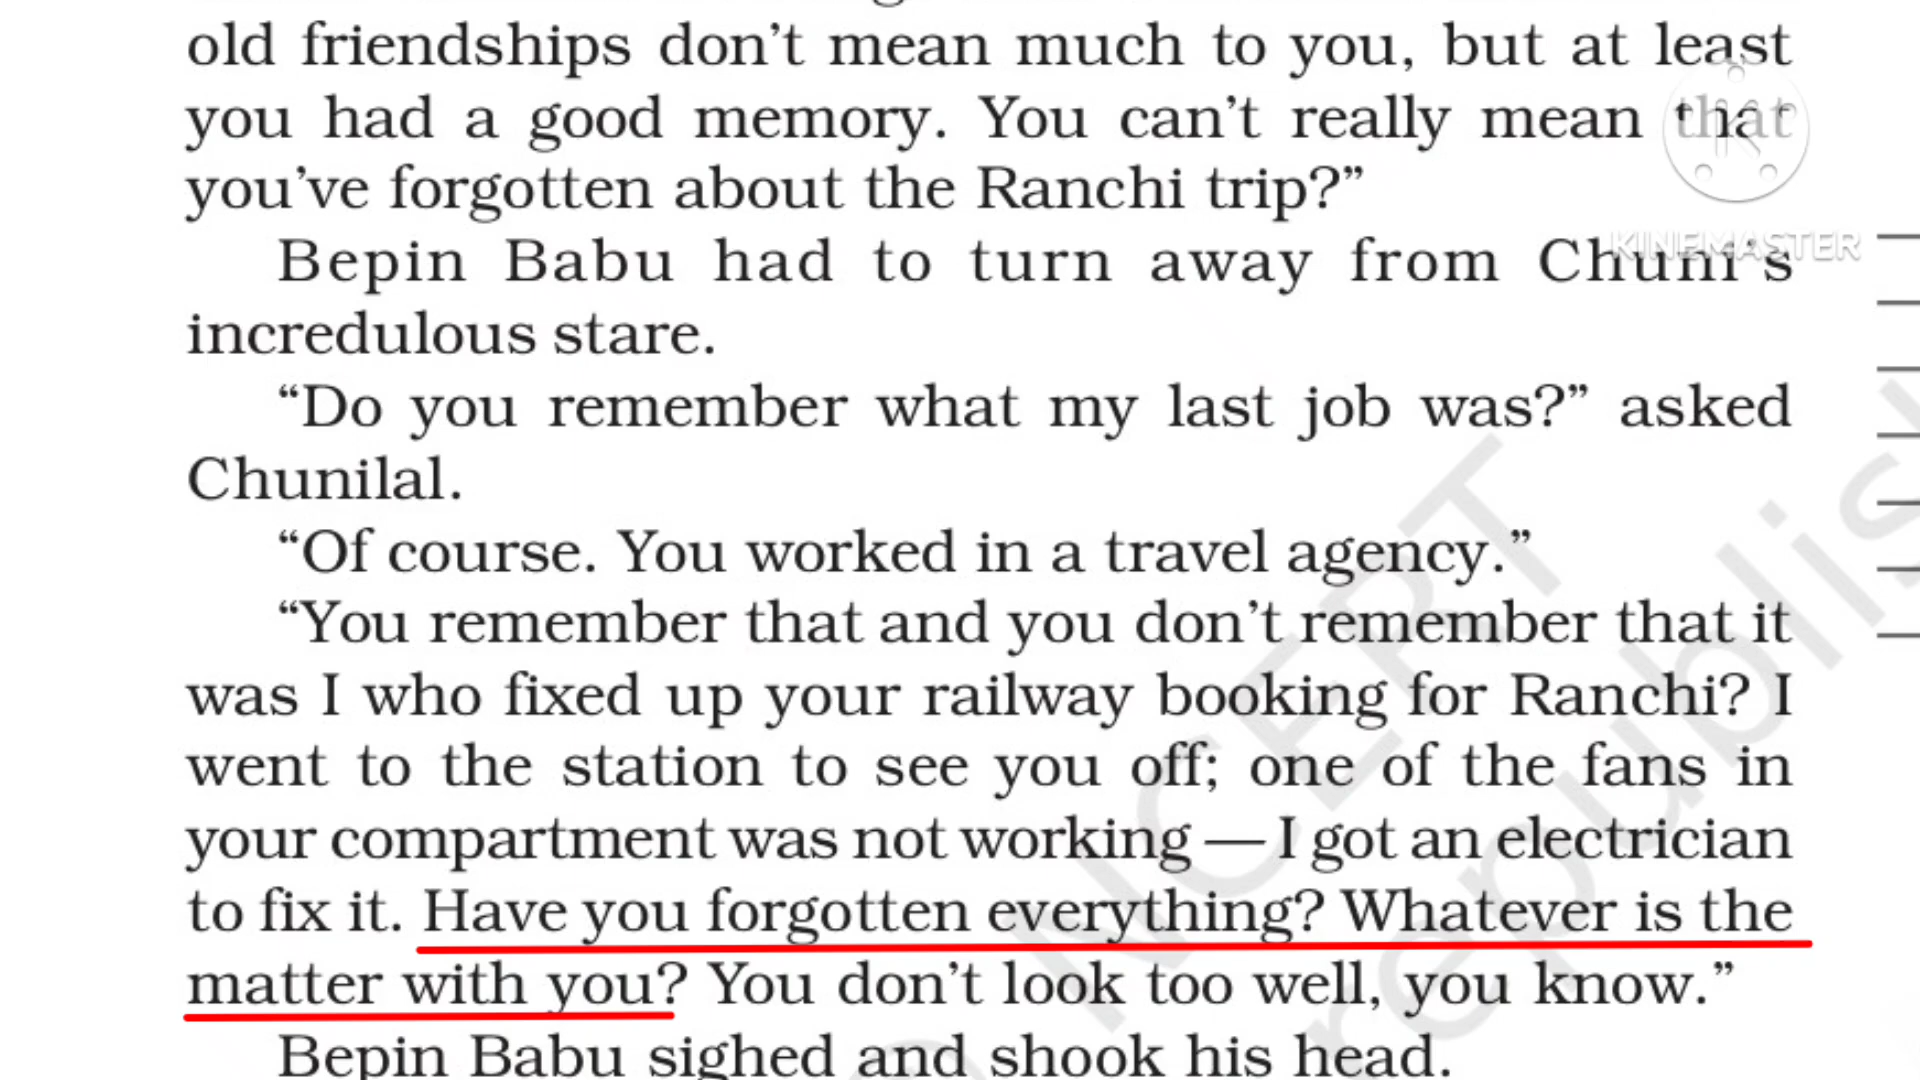 old friendships don’t mean much to you, but at least
you had a good memory. You can’t really mean that
you’ve forgotten about the Ranchi trip?”
Bepin Babu had to turn away from Chuni’s
incredulous stare.
“Do you remember what my last job was?” asked
Chunilal.
“Of course. You worked in a travel agency.”
“You remember that and you don’t remember that it
was I who fixed up your railway booking for Ranchi? I
went to the station to see you off; one of the fans in
your compartment was not working — I got an electrician
to fix it. Have you forgotten everything? Whatever is the
matter with you? You don’t look too well, you know.”
Bepin Babu sighed and shook his head.
KINEMASTER
NCERT
republish